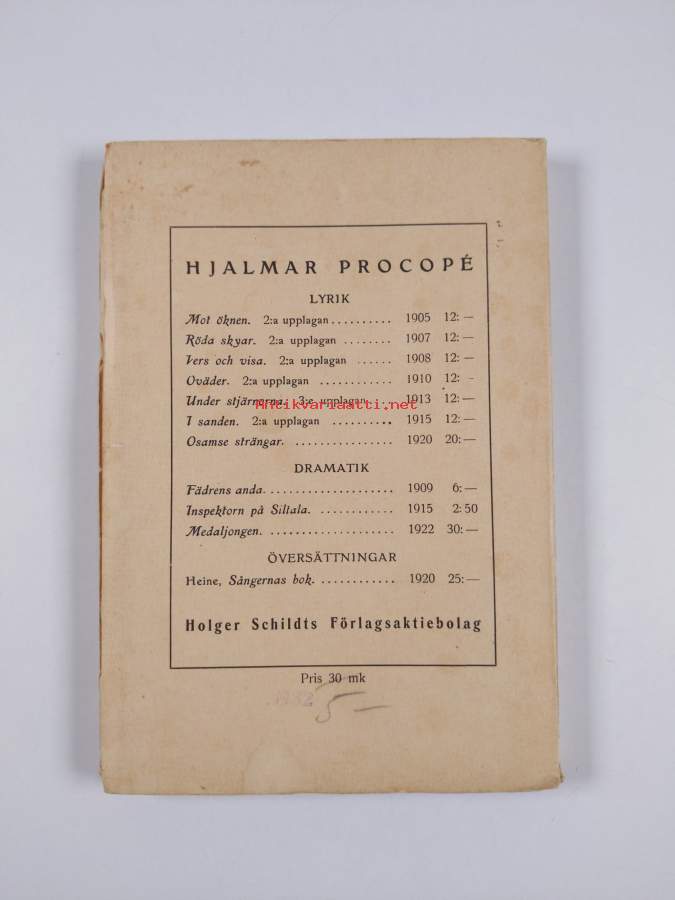 HJALMAR PROCOPÉ
LYRIK
Mot öknen. 2:a upplagan .......... 1905 12:—
Röda skyar. 2:a upplagan ........ 1907 12:—
Vers och visa. 2:a upplagan ...... 1908 12:—
Oväder. 2:a upplagan ............ 1910 12: -
Under stjärnorna. 3:e upplagan ... 1913 12:—
Antikvariaatti.net
I sanden. 2:a upplagan .......... 1915 12:—
Osamse strängar. ............... 1920 20:—
DRAMATIK
Fädrens anda. .................... 1909 6:—
Inspektorn på Siltala. ............ 1915 2:50
Medaljongen. .................... 1922 30:—
ÖVERSÄTTNINGAR
Heine, Sångernas bok. ............ 1920 25:—
Holger Schildts Förlagsaktiebolag
Pris 30 mk
5 —